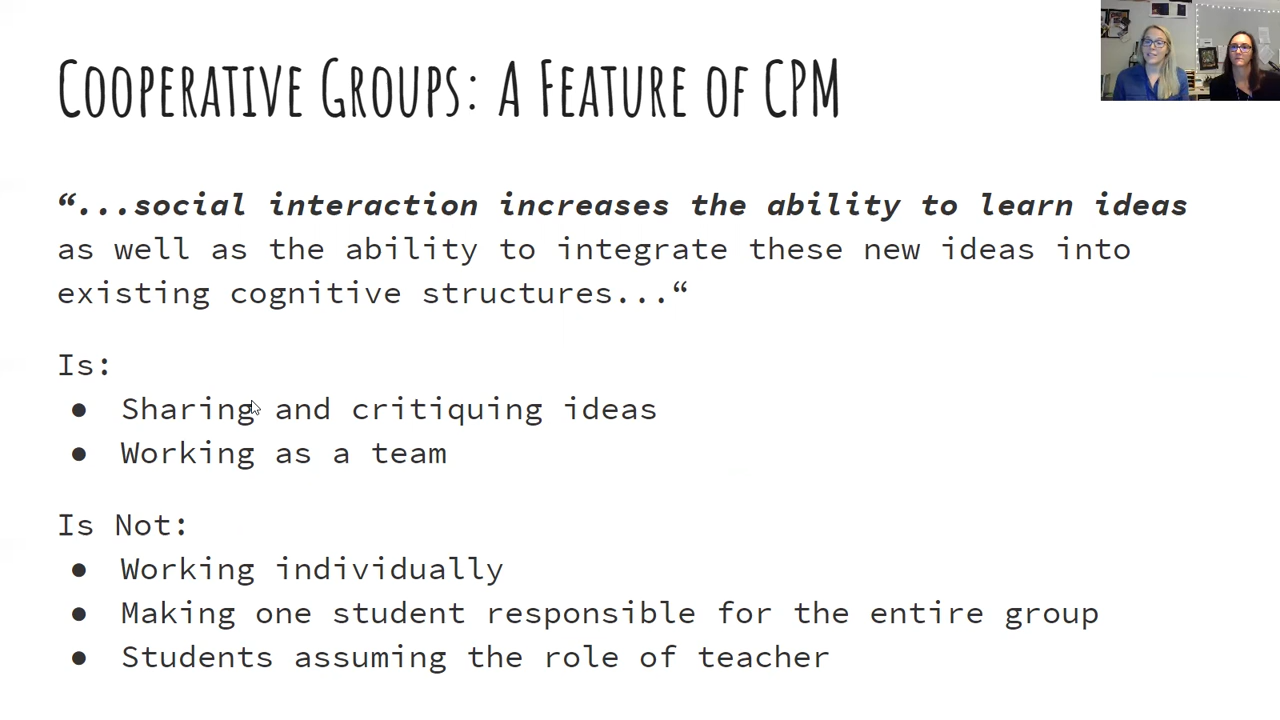 Cooperative Groups: A Feature of CPM
“...social interaction increases the ability to learn ideas
as well as the ability to integrate these new ideas into
existing cognitive structures...“
Is:
● Sharing and critiquing ideas
● Working as a team
Is Not:
● Working individually
● Making one student responsible for the entire group
● Students assuming the role of teacher